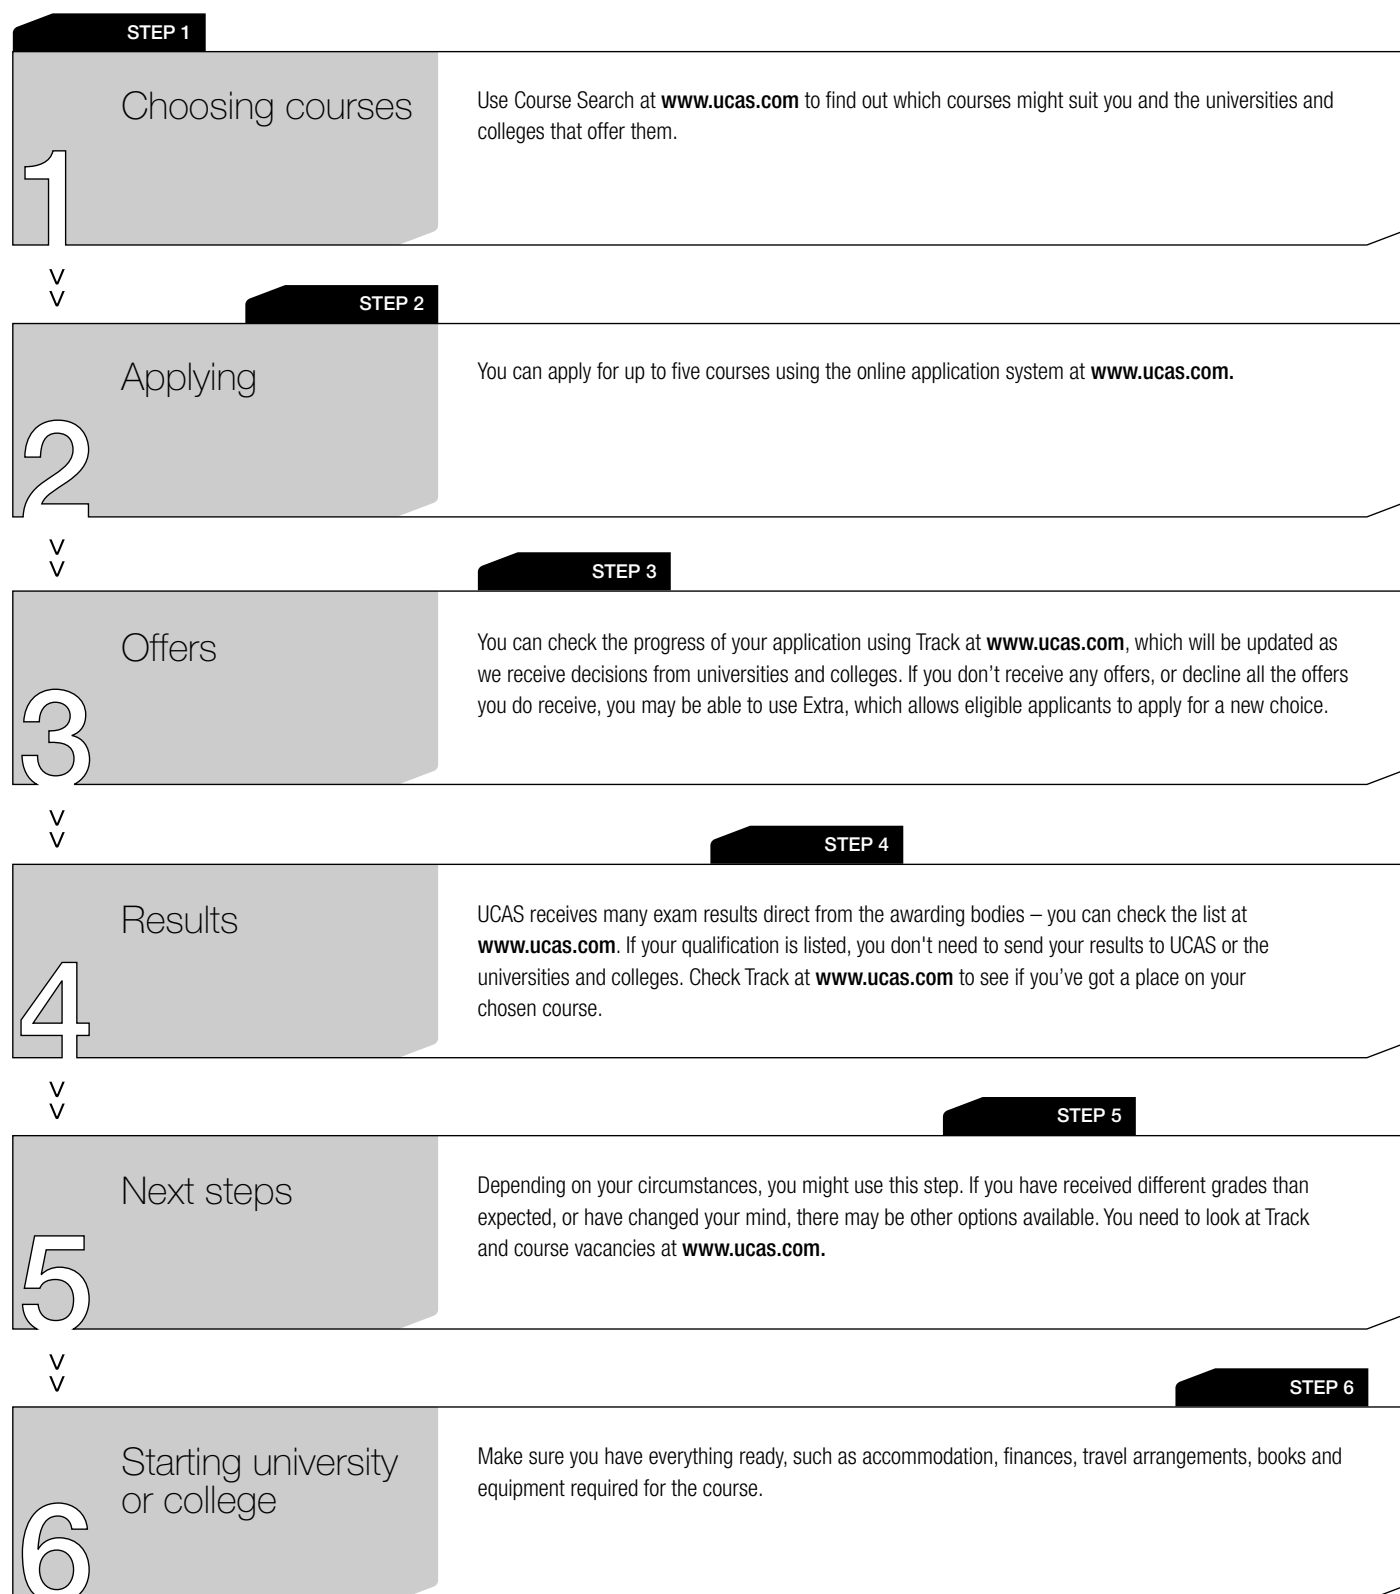 STEP 1
Choosing courses
Use Course Search at www.ucas.com to find out which courses might suit you and the universities and
colleges that offer them.
1
>>
STEP 2
Applying
You can apply for up to five courses using the online application system at www.ucas.com.
2
>>
STEP 3
Offers
You can check the progress of your application using Track at www.ucas.com, which will be updated as
we receive decisions from universities and colleges. If you don’t receive any offers, or decline all the offers
you do receive, you may be able to use Extra, which allows eligible applicants to apply for a new choice.
3
>>
STEP 4
Results
UCAS receives many exam results direct from the awarding bodies – you can check the list at
www.ucas.com. If your qualification is listed, you don't need to send your results to UCAS or the
universities and colleges. Check Track at www.ucas.com to see if you’ve got a place on your
chosen course.
4
>>
STEP 5
Next steps
Depending on your circumstances, you might use this step. If you have received different grades than
expected, or have changed your mind, there may be other options available. You need to look at Track
and course vacancies at www.ucas.com.
5
>>
STEP 6
Starting university
or college
Make sure you have everything ready, such as accommodation, finances, travel arrangements, books and
equipment required for the course.
6